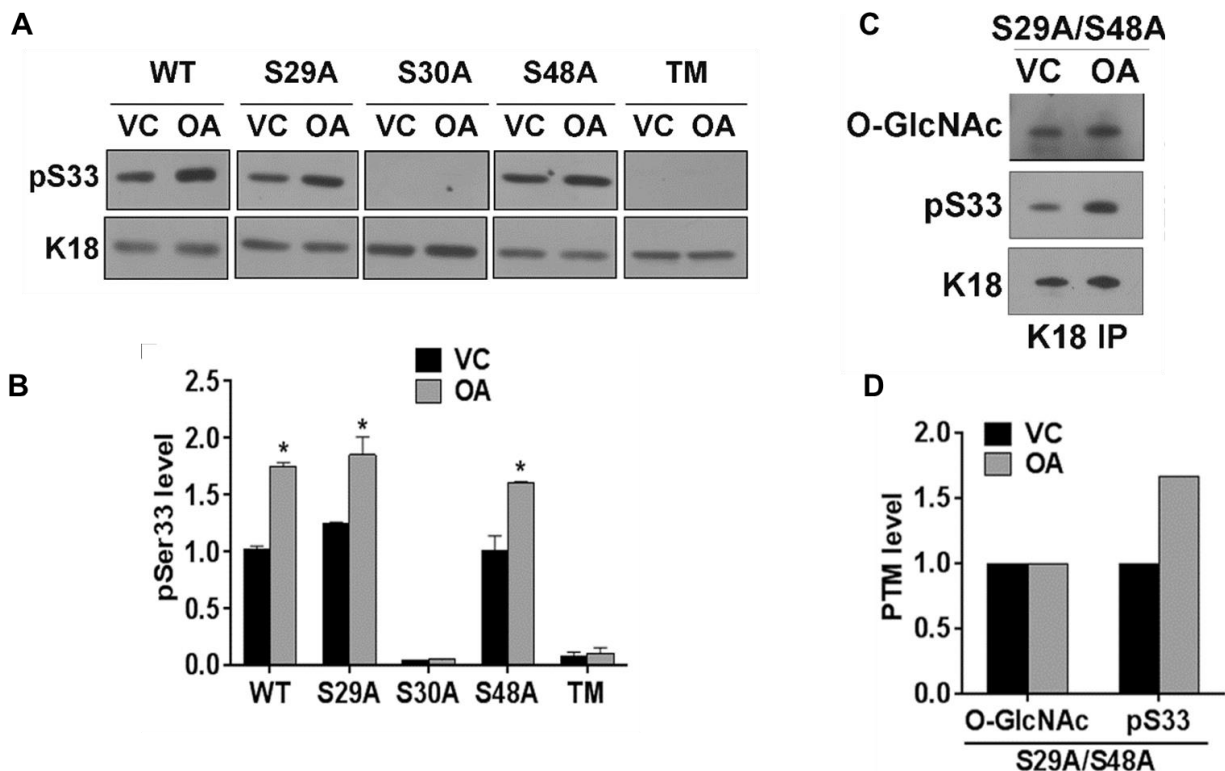 A
WT S29A S30A S48A TM
VC OA VC OA VC OA VC OA VC OA
pS33
K18
B
VC
OA
pSer33 level
2.5
2.0
1.5
1.0
0.5
0.0
* * *
WT S29A S30A S48A TM
C
S29A/S48A
VC OA
O-GlcNAc
pS33
K18
K18 IP
D
VC
OA
PTM level
2.0
1.5
1.0
0.5
0.0
O-GlcNAc pS33
S29A/S48A